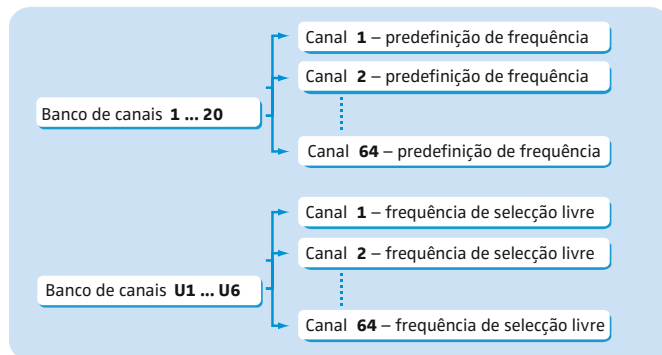 Canal 1 – predefinição de frequência
Canal 2 – predefinição de frequência
Banco de canais 1 ... 20
Canal 64 – predefinição de frequência
Canal 1 – frequência de selecção livre
Canal 2 – frequência de selecção livre
Banco de canais U1 ... U6
Canal 64 – frequência de selecção livre